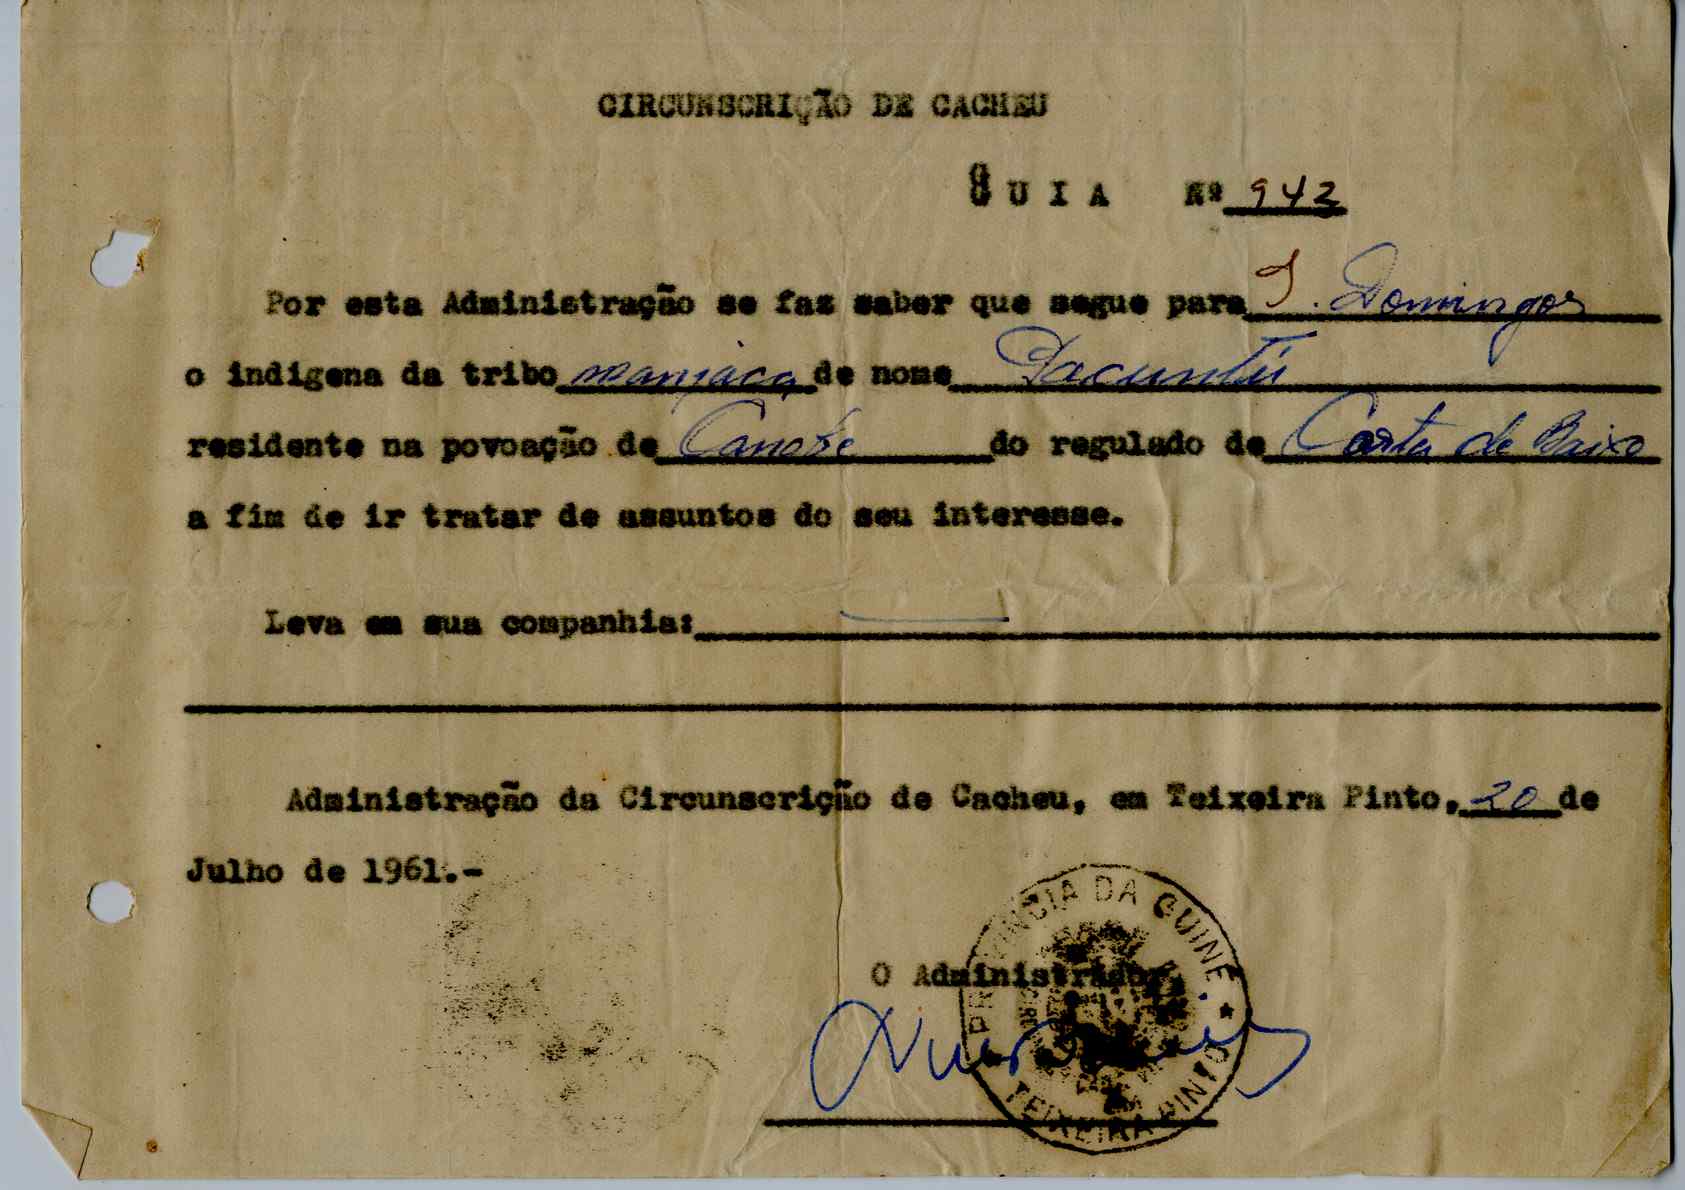 CIRCUNSCRIÇÃO DE CACHEU
GUIA Nº 942
Por esta Administração se faz saber que segue para S. Domingos
o indigena da tribo manjaca de nome
residente na povoação de do regulado de Costa de Baixo
a fim de ir tratar de assuntos do seu interesse.
Leva em sua companhia:
Administração da Circunscrição de Cacheu, em Teixeira Pinto, 20 de
Julho de 1961.-
O Administrador,
PROVINCIA DA GUINÉ ★
TEIXEIRA PINTO